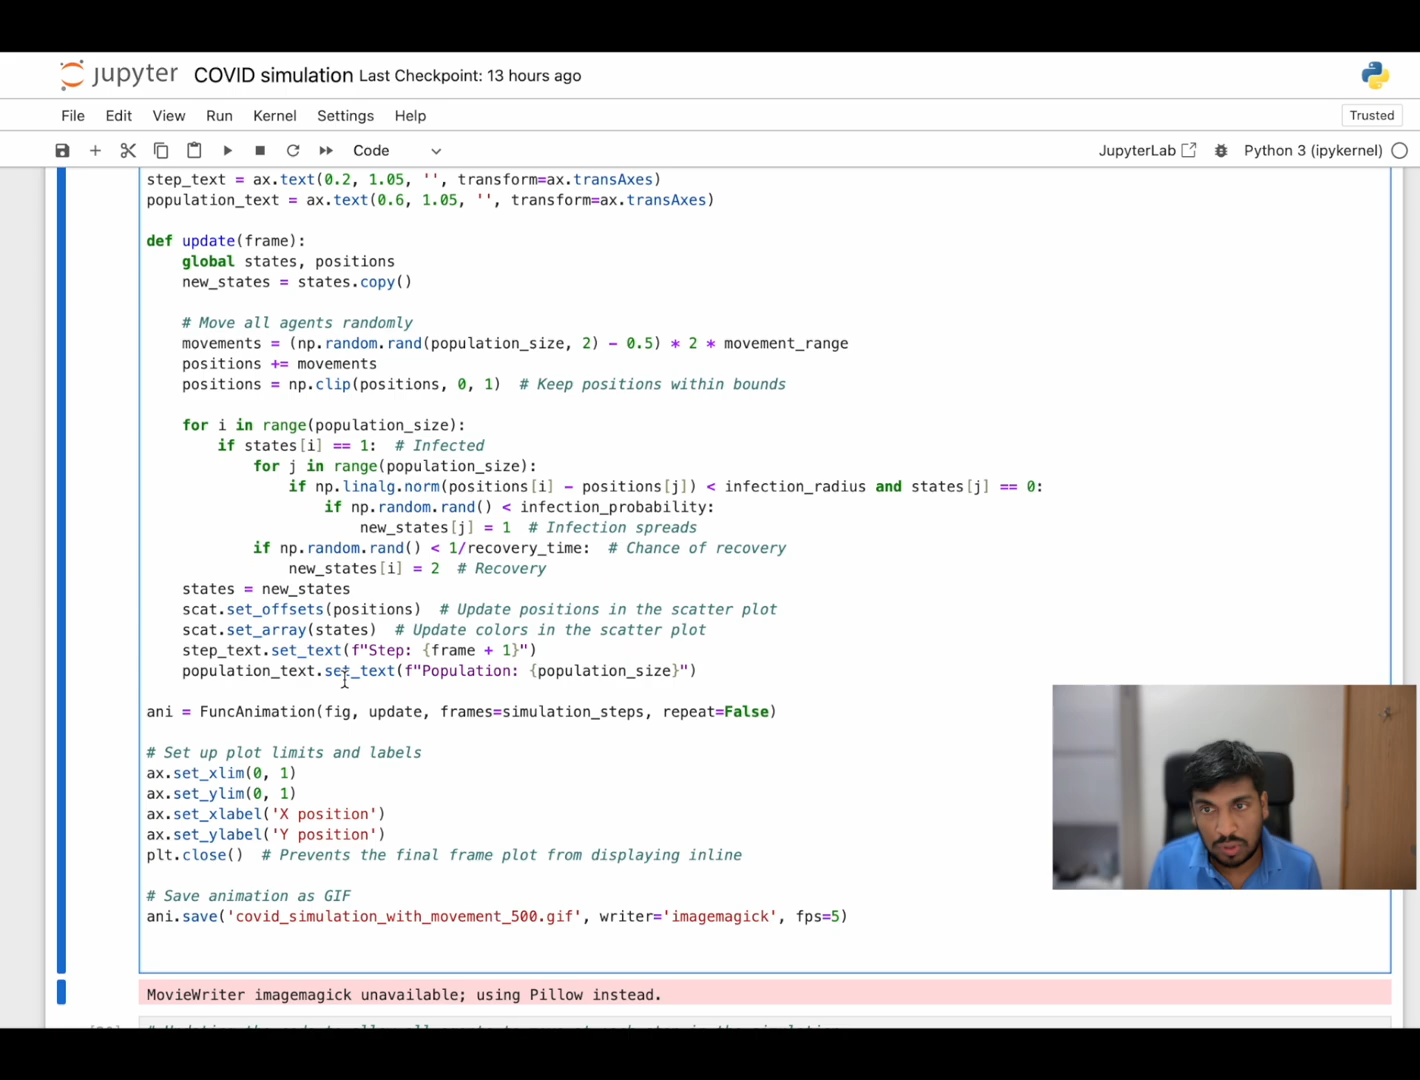 jupyter COVID simulation Last Checkpoint: 13 hours ago
File Edit View Run Kernel Settings Help Trusted
Code JupyterLab Python 3 (ipykernel)
step_text = ax.text(0.2, 1.05, '', transform=ax.transAxes)
population_text = ax.text(0.6, 1.05, '', transform=ax.transAxes)
def update(frame):
global states, positions
new_states = states.copy()
# Move all agents randomly
movements = (np.random.rand(population_size, 2) - 0.5) * 2 * movement_range
positions += movements
positions = np.clip(positions, 0, 1)  # Keep positions within bounds
for i in range(population_size):
if states[i] == 1:  # Infected
for j in range(population_size):
if np.linalg.norm(positions[i] - positions[j]) < infection_radius and states[j] == 0:
if np.random.rand() < infection_probability:
new_states[j] = 1  # Infection spreads
if np.random.rand() < 1/recovery_time:  # Chance of recovery
new_states[i] = 2  # Recovery
states = new_states
scat.set_offsets(positions)  # Update positions in the scatter plot
scat.set_array(states)  # Update colors in the scatter plot
step_text.set_text(f"Step: {frame + 1}")
population_text.set_text(f"Population: {population_size}")
ani = FuncAnimation(fig, update, frames=simulation_steps, repeat=False)
# Set up plot limits and labels
ax.set_xlim(0, 1)
ax.set_ylim(0, 1)
ax.set_xlabel('X position')
ax.set_ylabel('Y position')
plt.close()  # Prevents the final frame plot from displaying inline
# Save animation as GIF
ani.save('covid_simulation_with_movement_500.gif', writer='imagemagick', fps=5)
MovieWriter imagemagick unavailable; using Pillow instead.